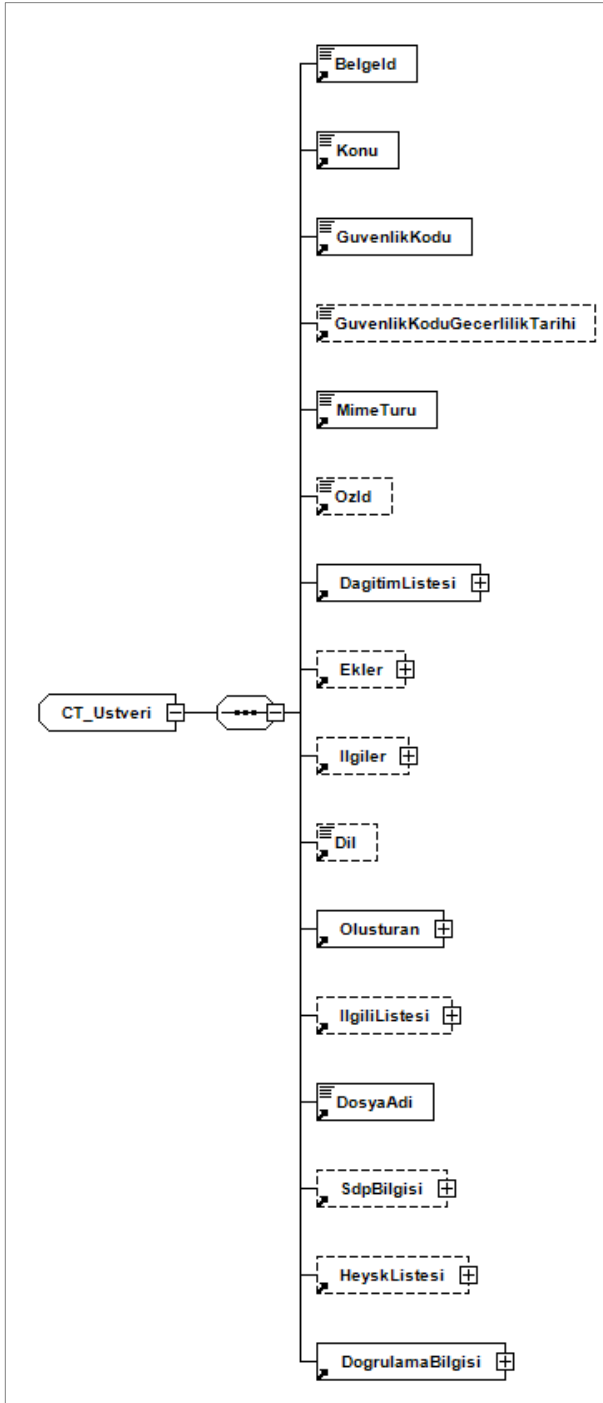 BelgeId
Konu
GuvenlikKodu
GuvenlikKoduGecerlilikTarihi
MimeTuru
OzId
DagitimListesi
Ekler
CT_Ustveri
Ilgiler
Dil
Olusturan
IlgiliListesi
DosyaAdi
SdpBilgisi
HeyskListesi
DogrulamaBilgisi